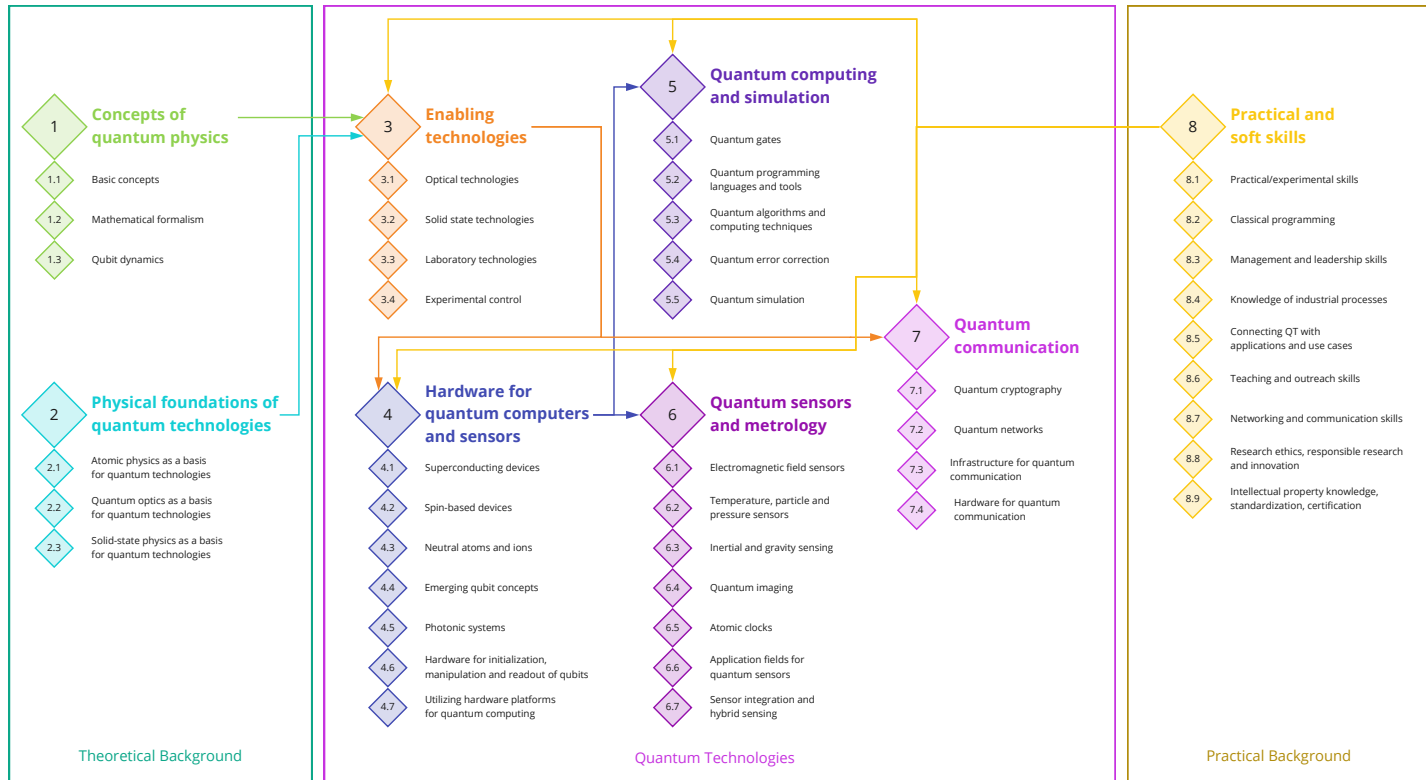 1
Concepts of
quantum physics
1.1
Basic concepts
1.2
Mathematical formalism
1.3
Qubit dynamics
2
Physical foundations of
quantum technologies
2.1
Atomic physics as a basis
for quantum technologies
2.2
Quantum optics as a basis
for quantum technologies
2.3
Solid-state physics as a basis
for quantum technologies
Theoretical Background
3
Enabling
technologies
3.1
Optical technologies
3.2
Solid state technologies
3.3
Laboratory technologies
3.4
Experimental control
4
Hardware for
quantum computers
and sensors
4.1
Superconducting devices
4.2
Spin-based devices
4.3
Neutral atoms and ions
4.4
Emerging qubit concepts
4.5
Photonic systems
4.6
Hardware for initialization,
manipulation and readout of qubits
4.7
Utilizing hardware platforms
for quantum computing
5
Quantum computing
and simulation
5.1
Quantum gates
5.2
Quantum programming
languages and tools
5.3
Quantum algorithms and
computing techniques
5.4
Quantum error correction
5.5
Quantum simulation
6
Quantum sensors
and metrology
6.1
Electromagnetic field sensors
6.2
Temperature, particle and
pressure sensors
6.3
Inertial and gravity sensing
6.4
Quantum imaging
6.5
Atomic clocks
6.6
Application fields for
quantum sensors
6.7
Sensor integration and
hybrid sensing
7
Quantum
communication
7.1
Quantum cryptography
7.2
Quantum networks
7.3
Infrastructure for quantum
communication
7.4
Hardware for quantum
communication
Quantum Technologies
8
Practical and
soft skills
8.1
Practical/experimental skills
8.2
Classical programming
8.3
Management and leadership skills
8.4
Knowledge of industrial processes
8.5
Connecting QT with
applications and use cases
8.6
Teaching and outreach skills
8.7
Networking and communication skills
8.8
Research ethics, responsible research
and innovation
8.9
Intellectual property knowledge,
standardization, certification
Practical Background